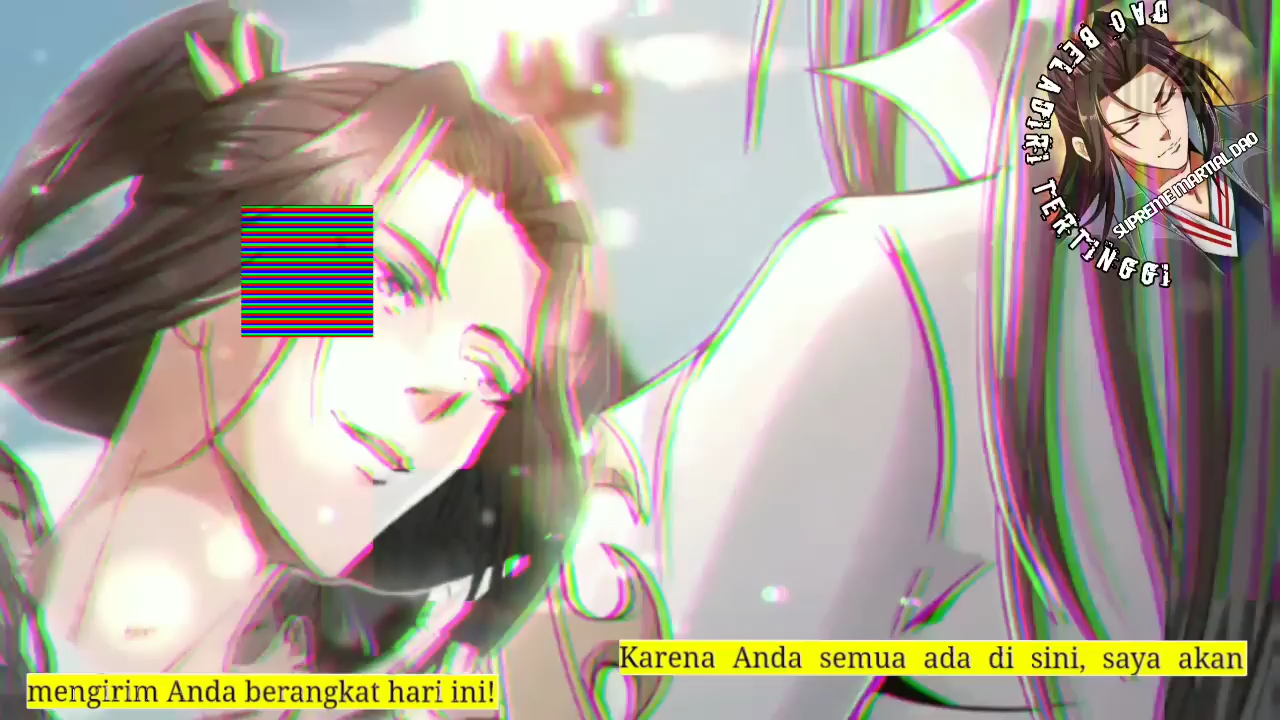 DAO BELADIRI TERTINGGI
SUPREME MARTIAL DAO
Karena Anda semua ada di sini, saya akan
mengirim Anda berangkat hari ini!